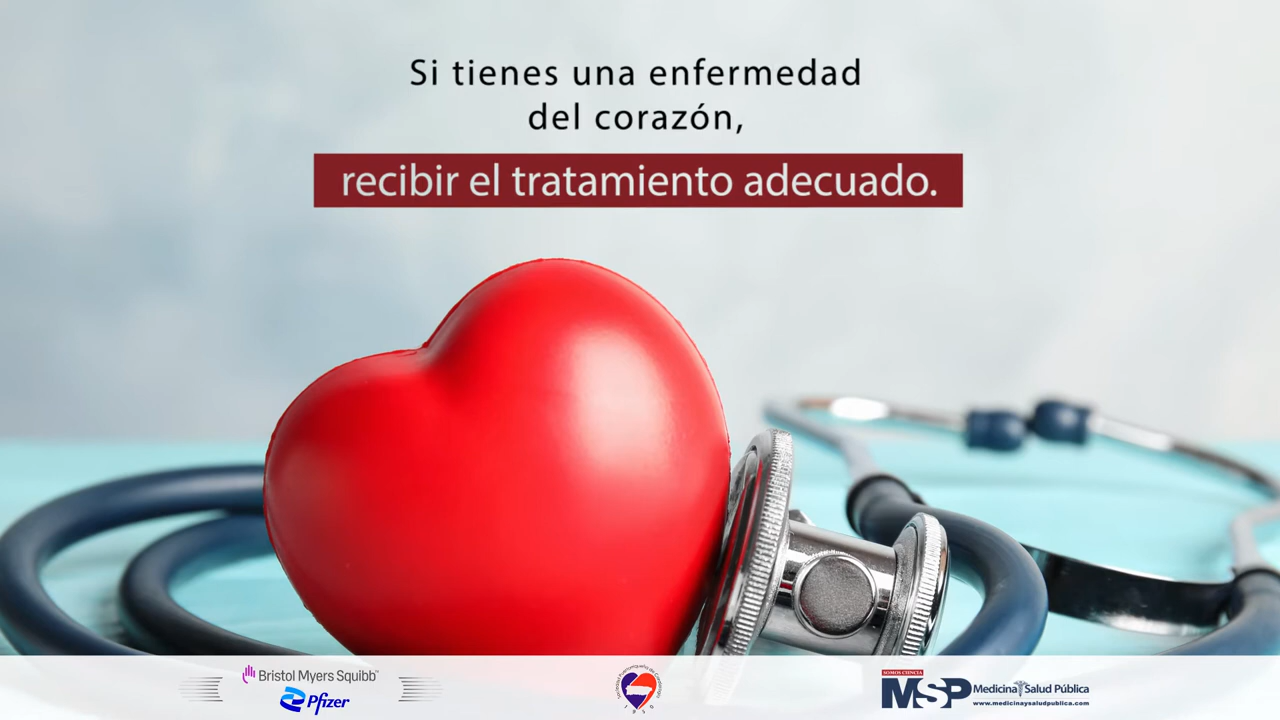 Si tienes una enfermedad
del corazón,
recibir el tratamiento adecuado.
Bristol Myers Squibb™
Pfizer
SOMOS CIENCIA
MSP Medicina y Salud Pública
www.medicinaysaludpublica.com